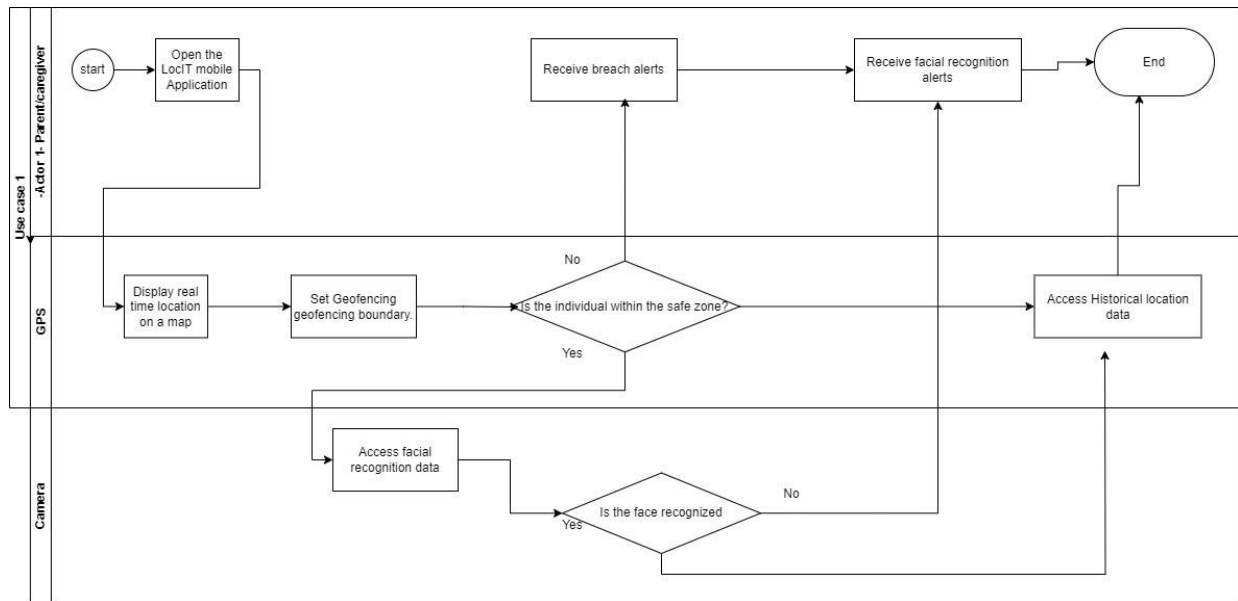 Use case 1
-Actor 1- Parent/caregiver
start
Open the
LocIT mobile
Application
Receive breach alerts
Receive facial recognition
alerts
End
GPS
Display real
time location
on a map
Set Geofencing
geofencing boundary.
No
Is the individual within the safe zone?
Yes
Access Historical location
data
Camera
Access facial
recognition data
Is the face recognized
Yes
No